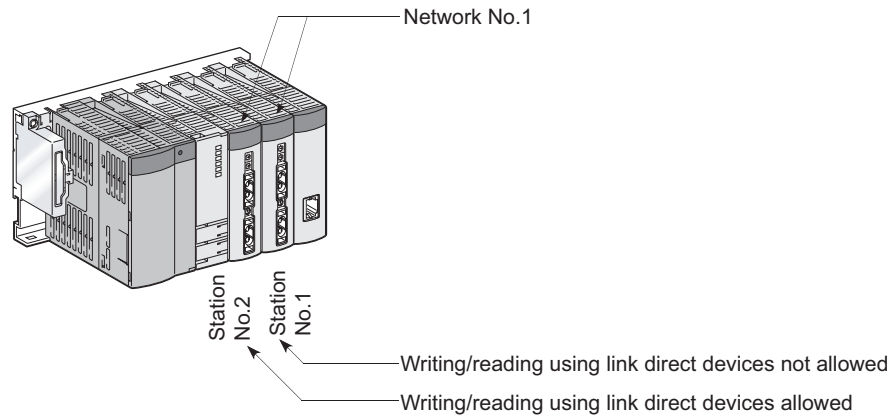 Network No.1
Station
No.2
Station
No.1
Writing/reading using link direct devices not allowed
Writing/reading using link direct devices allowed